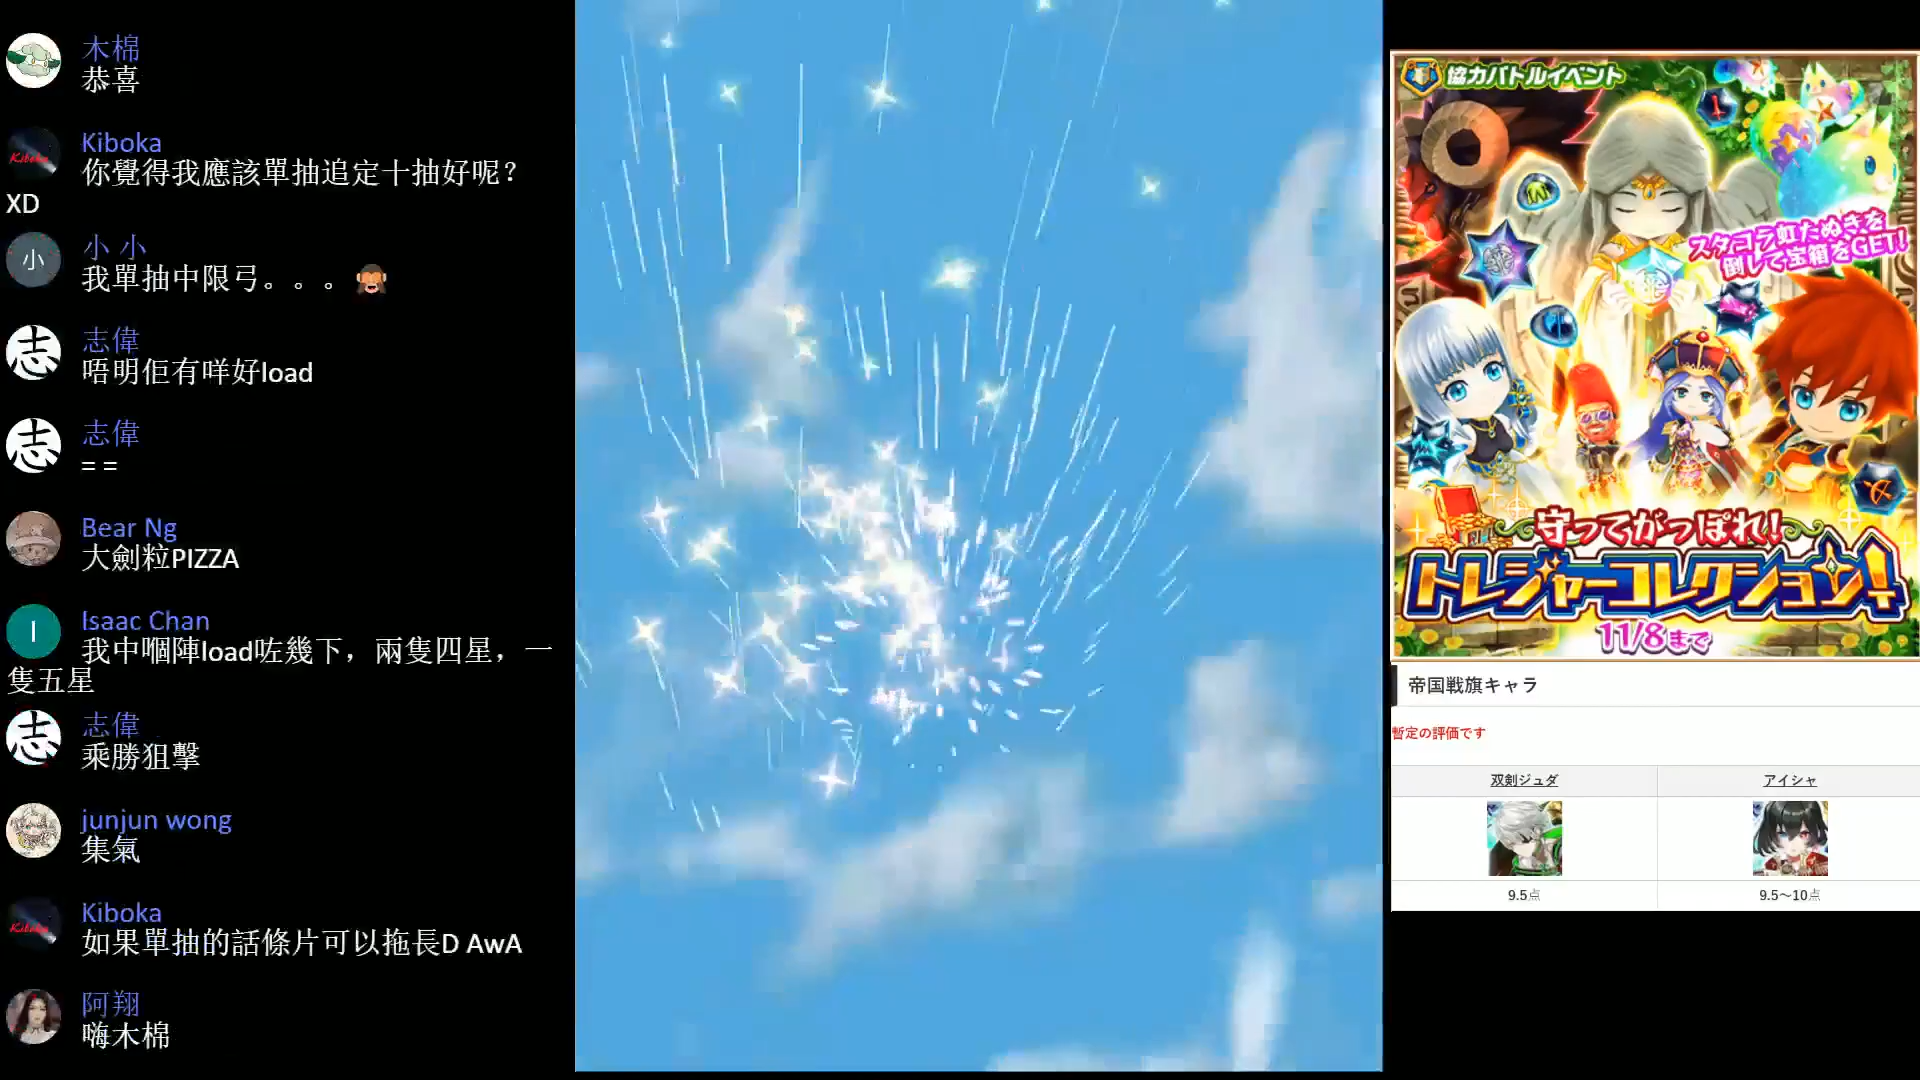 木棉
恭喜
Kiboka
你覺得我應該單抽追定十抽好呢?
XD
小 小
小
我單抽中限弓。。。
志偉
唔明佢有咩好load
志偉
= =
Bear Ng
大劍粒PIZZA
Isaac Chan
I
我中嗰陣load咗幾下，兩隻四星，一
隻五星
志偉
乘勝狙擊
junjun wong
集氣
Kiboka
如果單抽的話條片可以拖長D AwA
阿翔
嗨木棉
志
志
志
Kiboka
Kiboka
協力バトルイベント
スタコラ虹たぬきを
倒して宝箱をGET!
守ってがっぽれ!
トレジャーコレクション!
11/8まで
帝国戦旗キャラ
暫定の評価です
双剣ジュダ
アイシャ
9.5点
9.5～10点